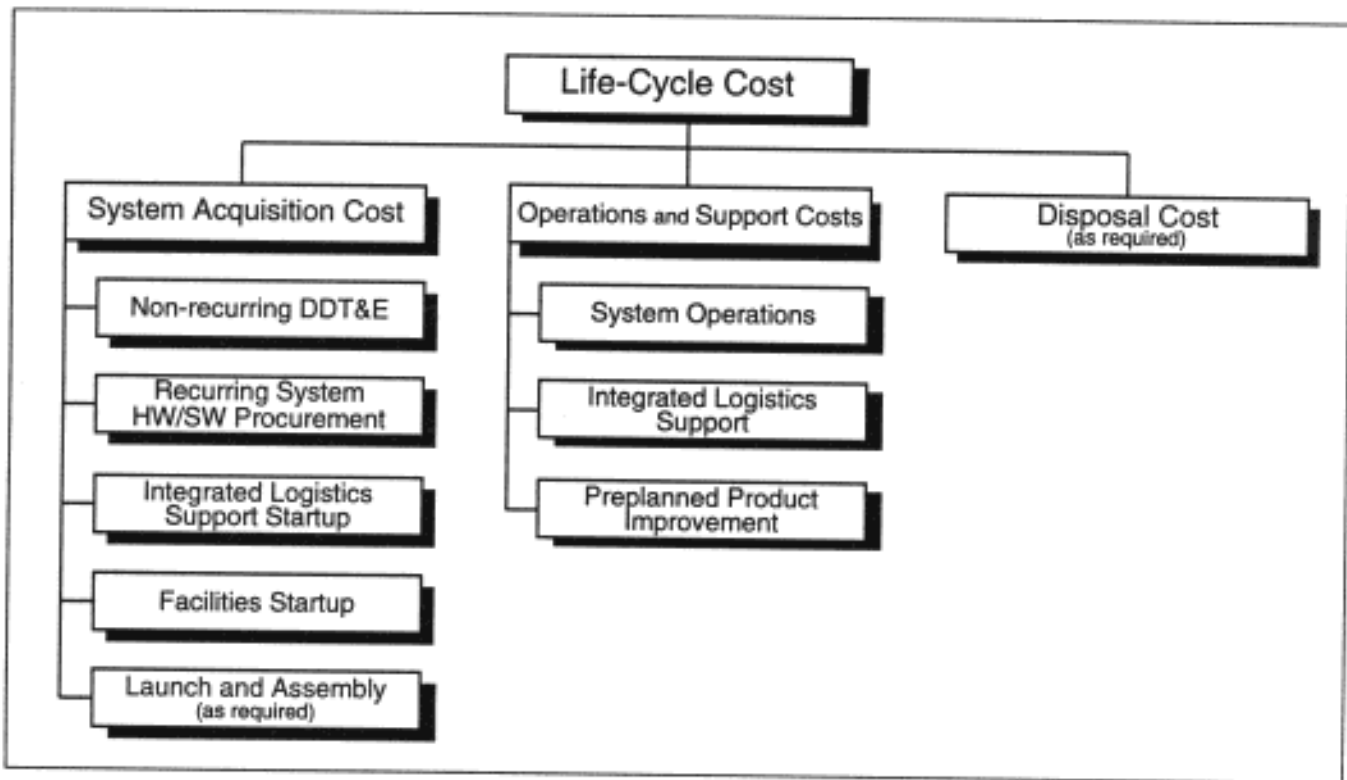 Life-Cycle Cost
System Acquisition Cost
Non-recurring DDT&E
Recurring System
HW/SW Procurement
Integrated Logistics
Support Startup
Facilities Startup
Launch and Assembly
(as required)
Operations and Support Costs
System Operations
Integrated Logistics
Support
Preplanned Product
Improvement
Disposal Cost
(as required)